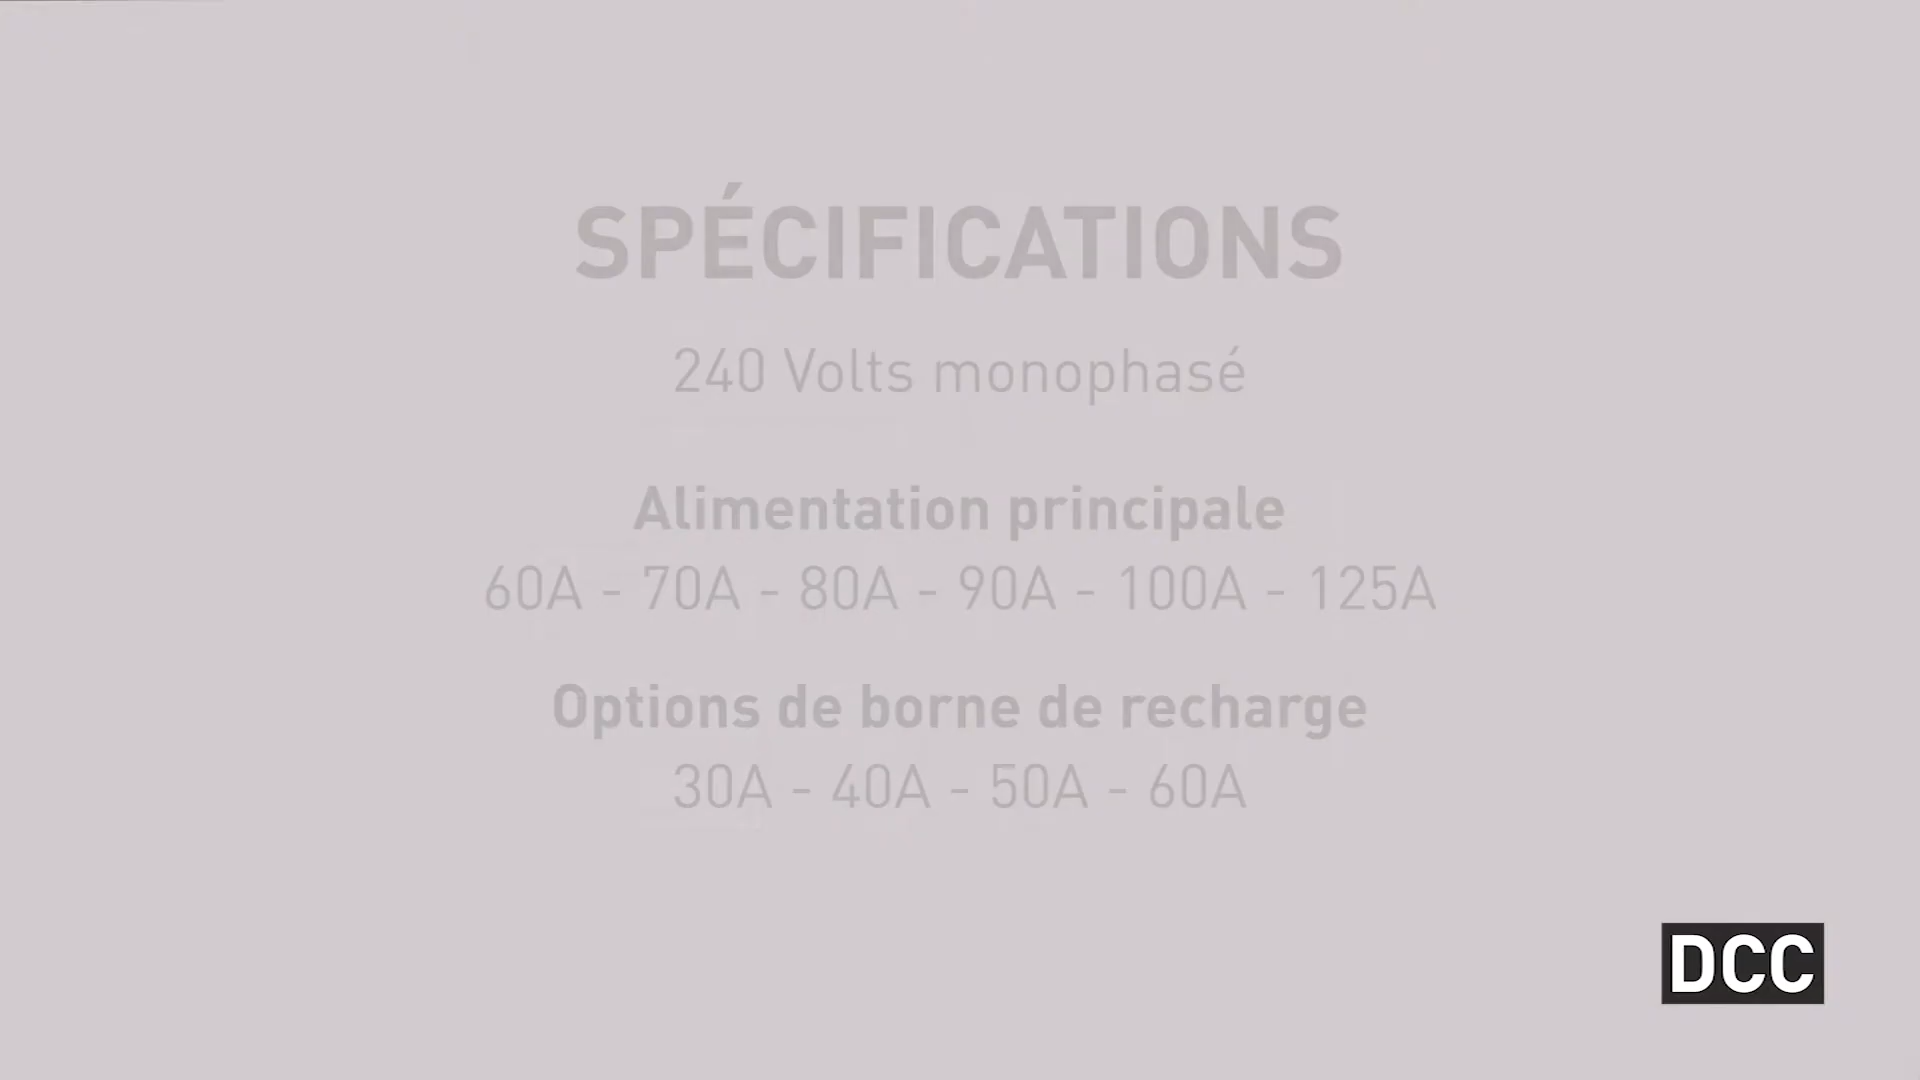 SPÉCIFICATIONS
240 Volts monophasé
Alimentation principale
60A - 70A - 80A - 90A - 100A - 125A
Options de borne de recharge
30A - 40A - 50A - 60A
DCC